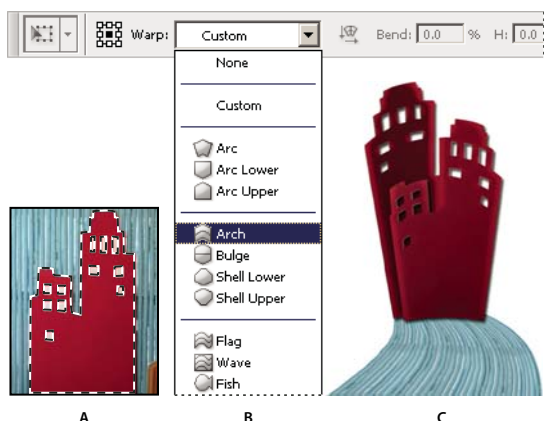 Warp: Custom Bend: 0.0 % H: 0.0
None
Custom
Arc
Arc Lower
Arc Upper
Arch
Bulge
Shell Lower
Shell Upper
Flag
Wave
Fish
A B C